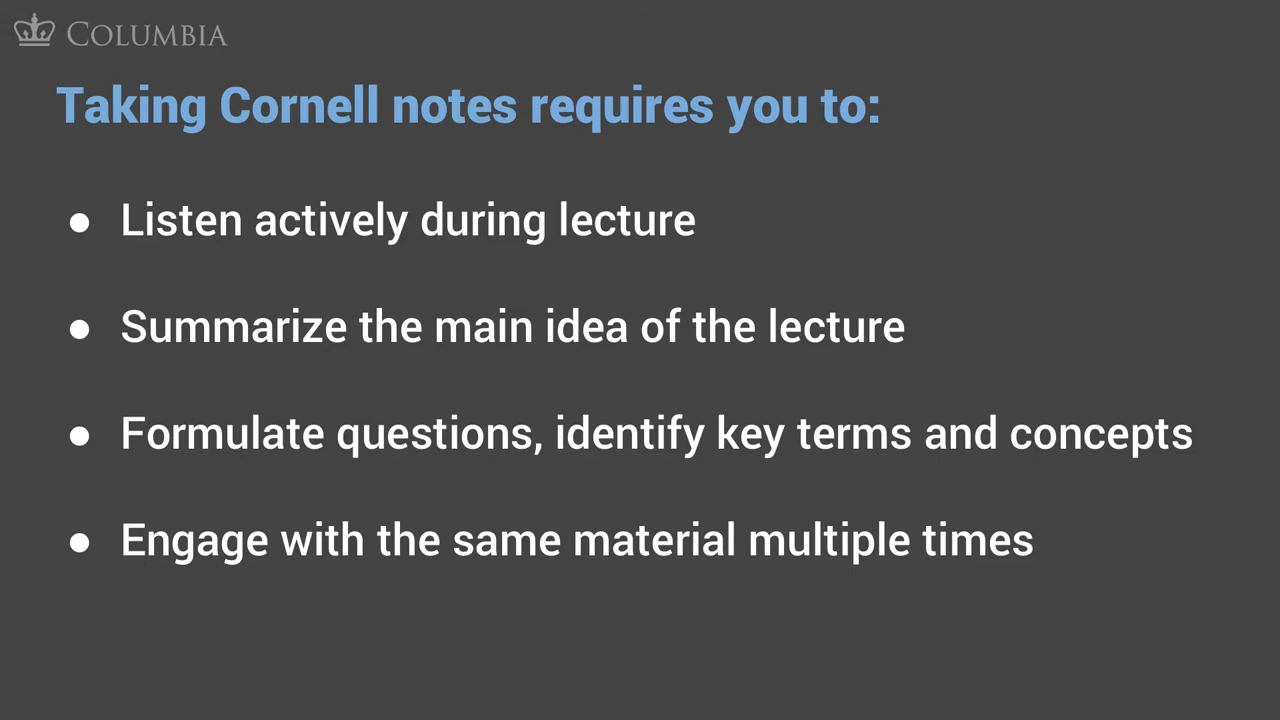 COLUMBIA
Taking Cornell notes requires you to:
● Listen actively during lecture
● Summarize the main idea of the lecture
● Formulate questions, identify key terms and concepts
● Engage with the same material multiple times